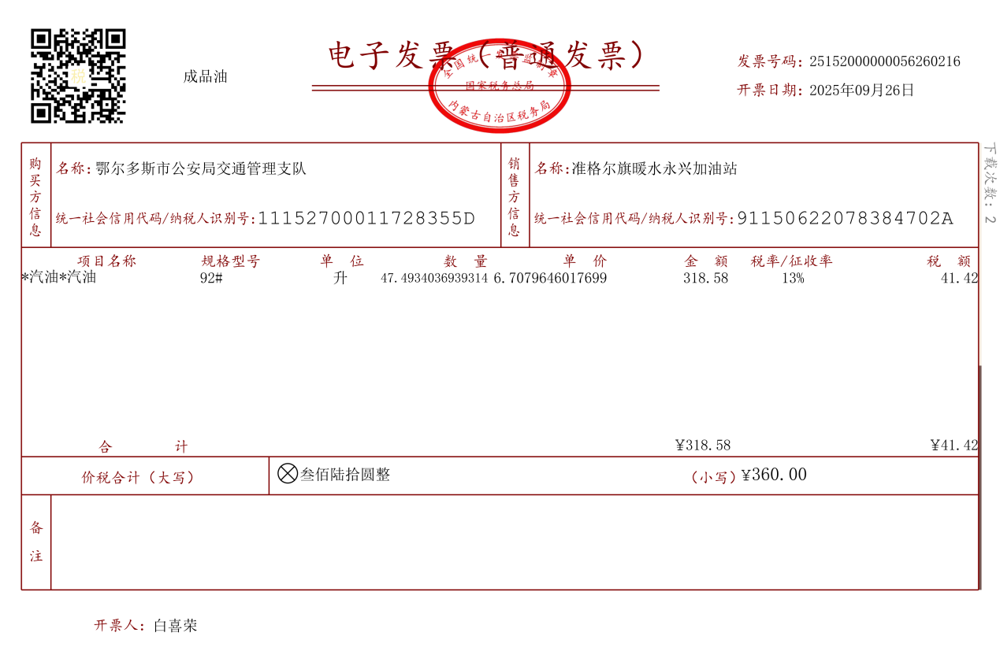 电子发票（普通发票）
税
成品油
全国统一发票监制章
国家税务总局
内蒙古自治区税务局
发票号码：25152000000056260216
开票日期：2025年09月26日
下载次数：2
购买方信息
名称：鄂尔多斯市公安局交通管理支队
统一社会信用代码/纳税人识别号：11152700011728355D
销售方信息
名称：准格尔旗暖水永兴加油站
统一社会信用代码/纳税人识别号：91150622078384702A
项目名称 规格型号 单 位 数 量 单 价 金 额 税率/征收率 税 额
*汽油*汽油 92# 升 47.4934036939314 6.7079646017699 318.58 13% 41.42
合 计 ¥318.58 ¥41.42
价税合计（大写） 叁佰陆拾圆整 （小写）¥360.00
备注
开票人：白喜荣